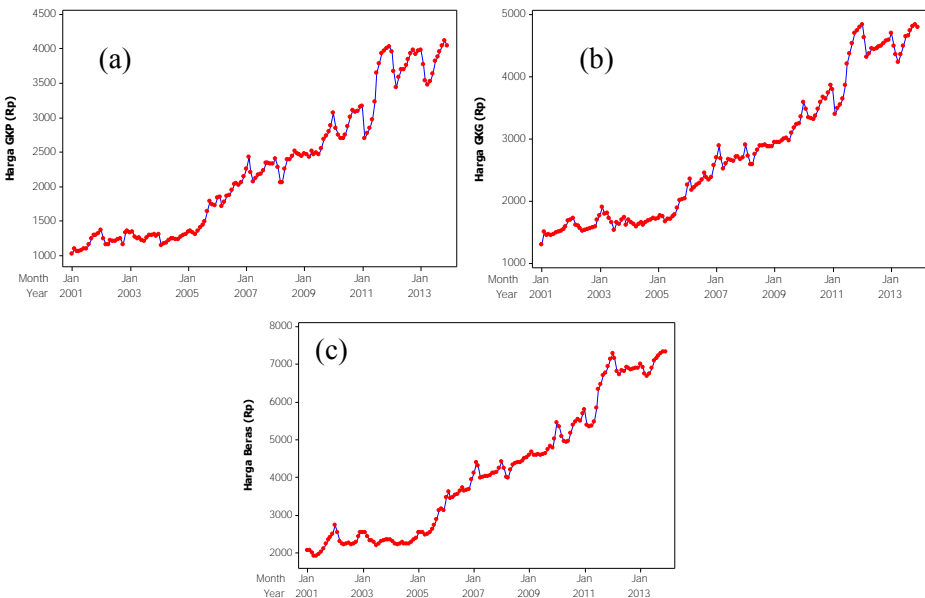 (a)
Harga GKP (Rp)
4500
4000
3500
3000
2500
2000
1500
1000
Month Jan Jan Jan Jan Jan Jan Jan
Year 2001 2003 2005 2007 2009 2011 2013
(b)
Harga GKG (Rp)
5000
4000
3000
2000
1000
Month Jan Jan Jan Jan Jan Jan Jan
Year 2001 2003 2005 2007 2009 2011 2013
(c)
Harga Beras (Rp)
8000
7000
6000
5000
4000
3000
2000
Month Jan Jan Jan Jan Jan Jan Jan
Year 2001 2003 2005 2007 2009 2011 2013